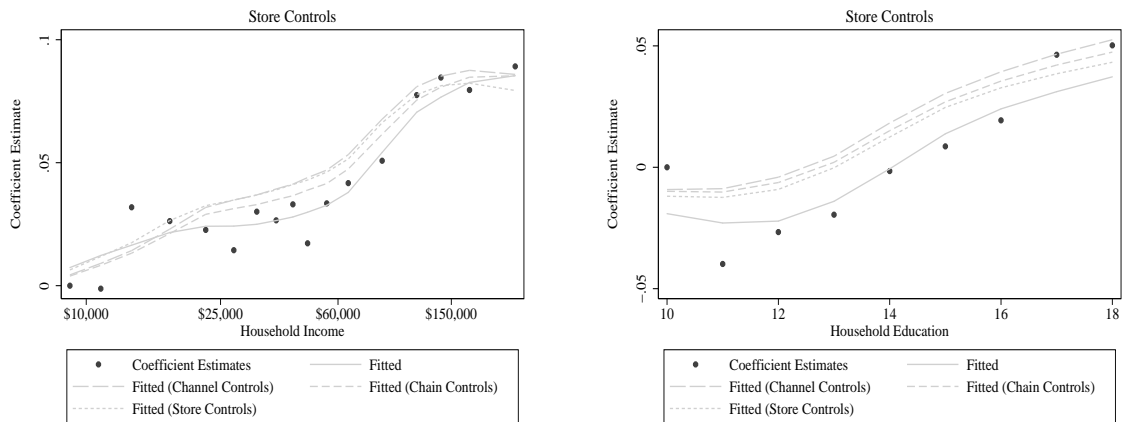 Store Controls
Coefficient Estimate
.1
.05
0
$10,000
$25,000
$60,000
$150,000
Household Income
Coefficient Estimates
Fitted
Fitted (Channel Controls)
Fitted (Chain Controls)
Fitted (Store Controls)
Store Controls
Coefficient Estimate
.05
0
-.05
10
12
14
16
18
Household Education
Coefficient Estimates
Fitted
Fitted (Channel Controls)
Fitted (Chain Controls)
Fitted (Store Controls)